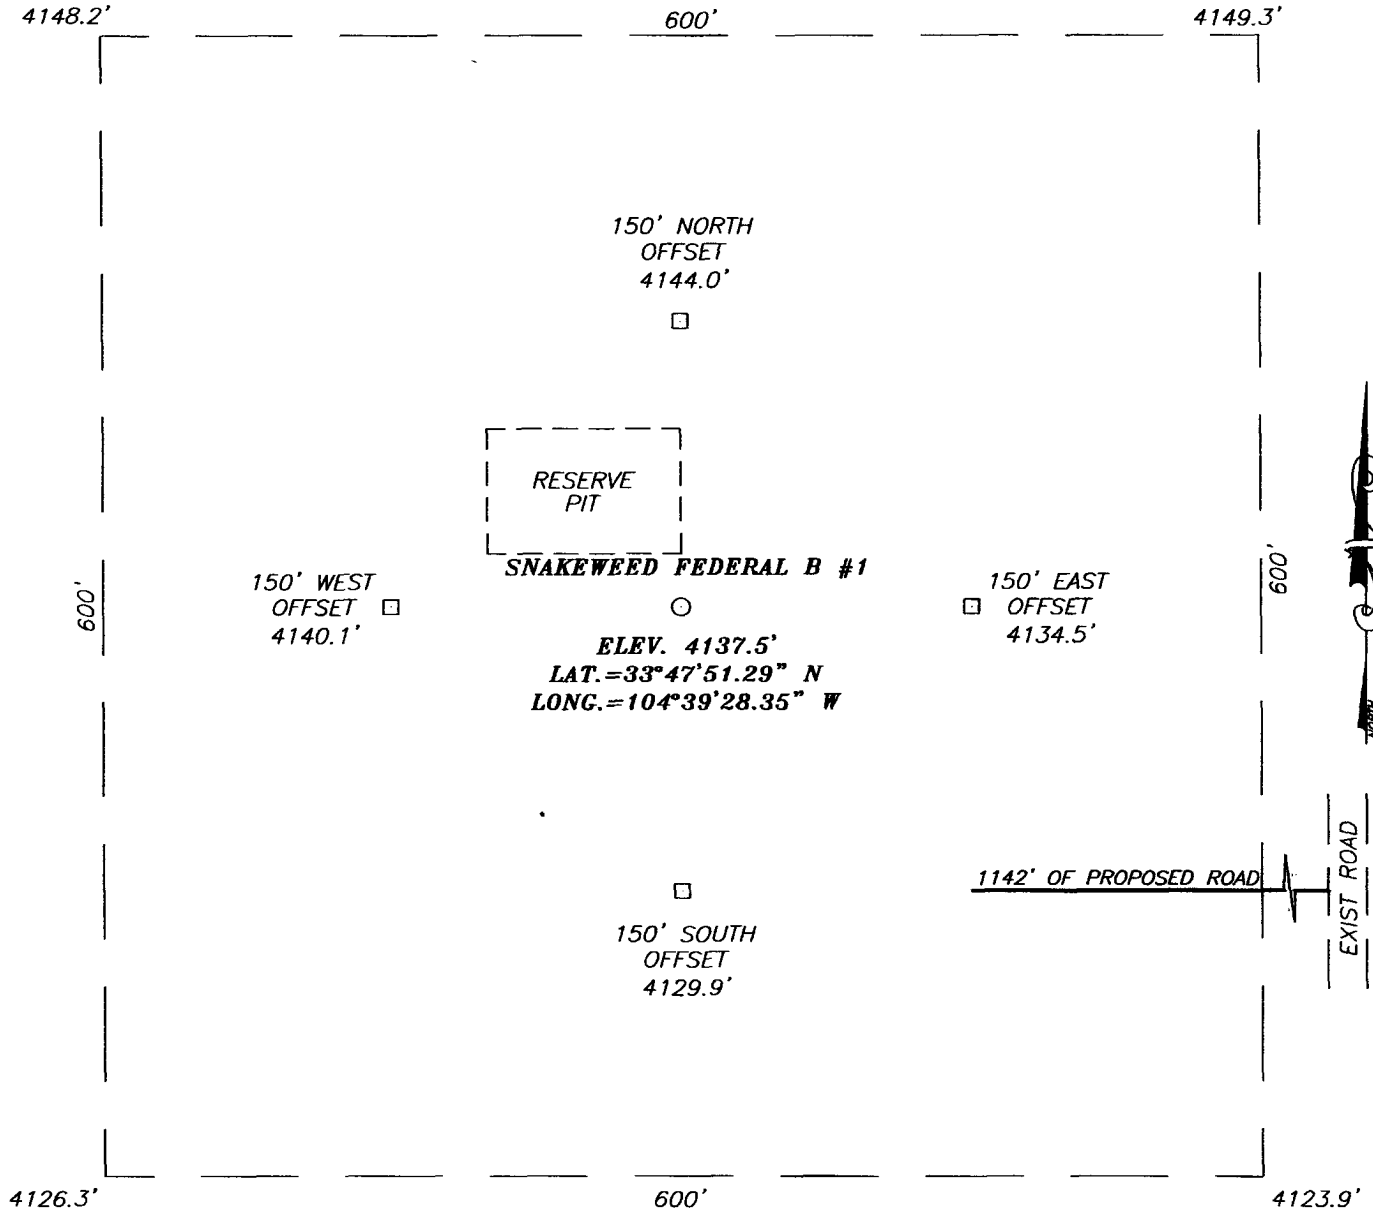 4148.2'
600'
4149.3'
150' NORTH
OFFSET
4144.0'
RESERVE
PIT
SNAKEWEED FEDERAL B #1
600'
150' WEST
OFFSET
4140.1'
150' EAST
OFFSET
4134.5'
600'
ELEV. 4137.5'
LAT.=33°47'51.29" N
LONG.=104°39'28.35" W
NORTH
1142' OF PROPOSED ROAD
EXIST ROAD
150' SOUTH
OFFSET
4129.9'
4126.3'
600'
4123.9'